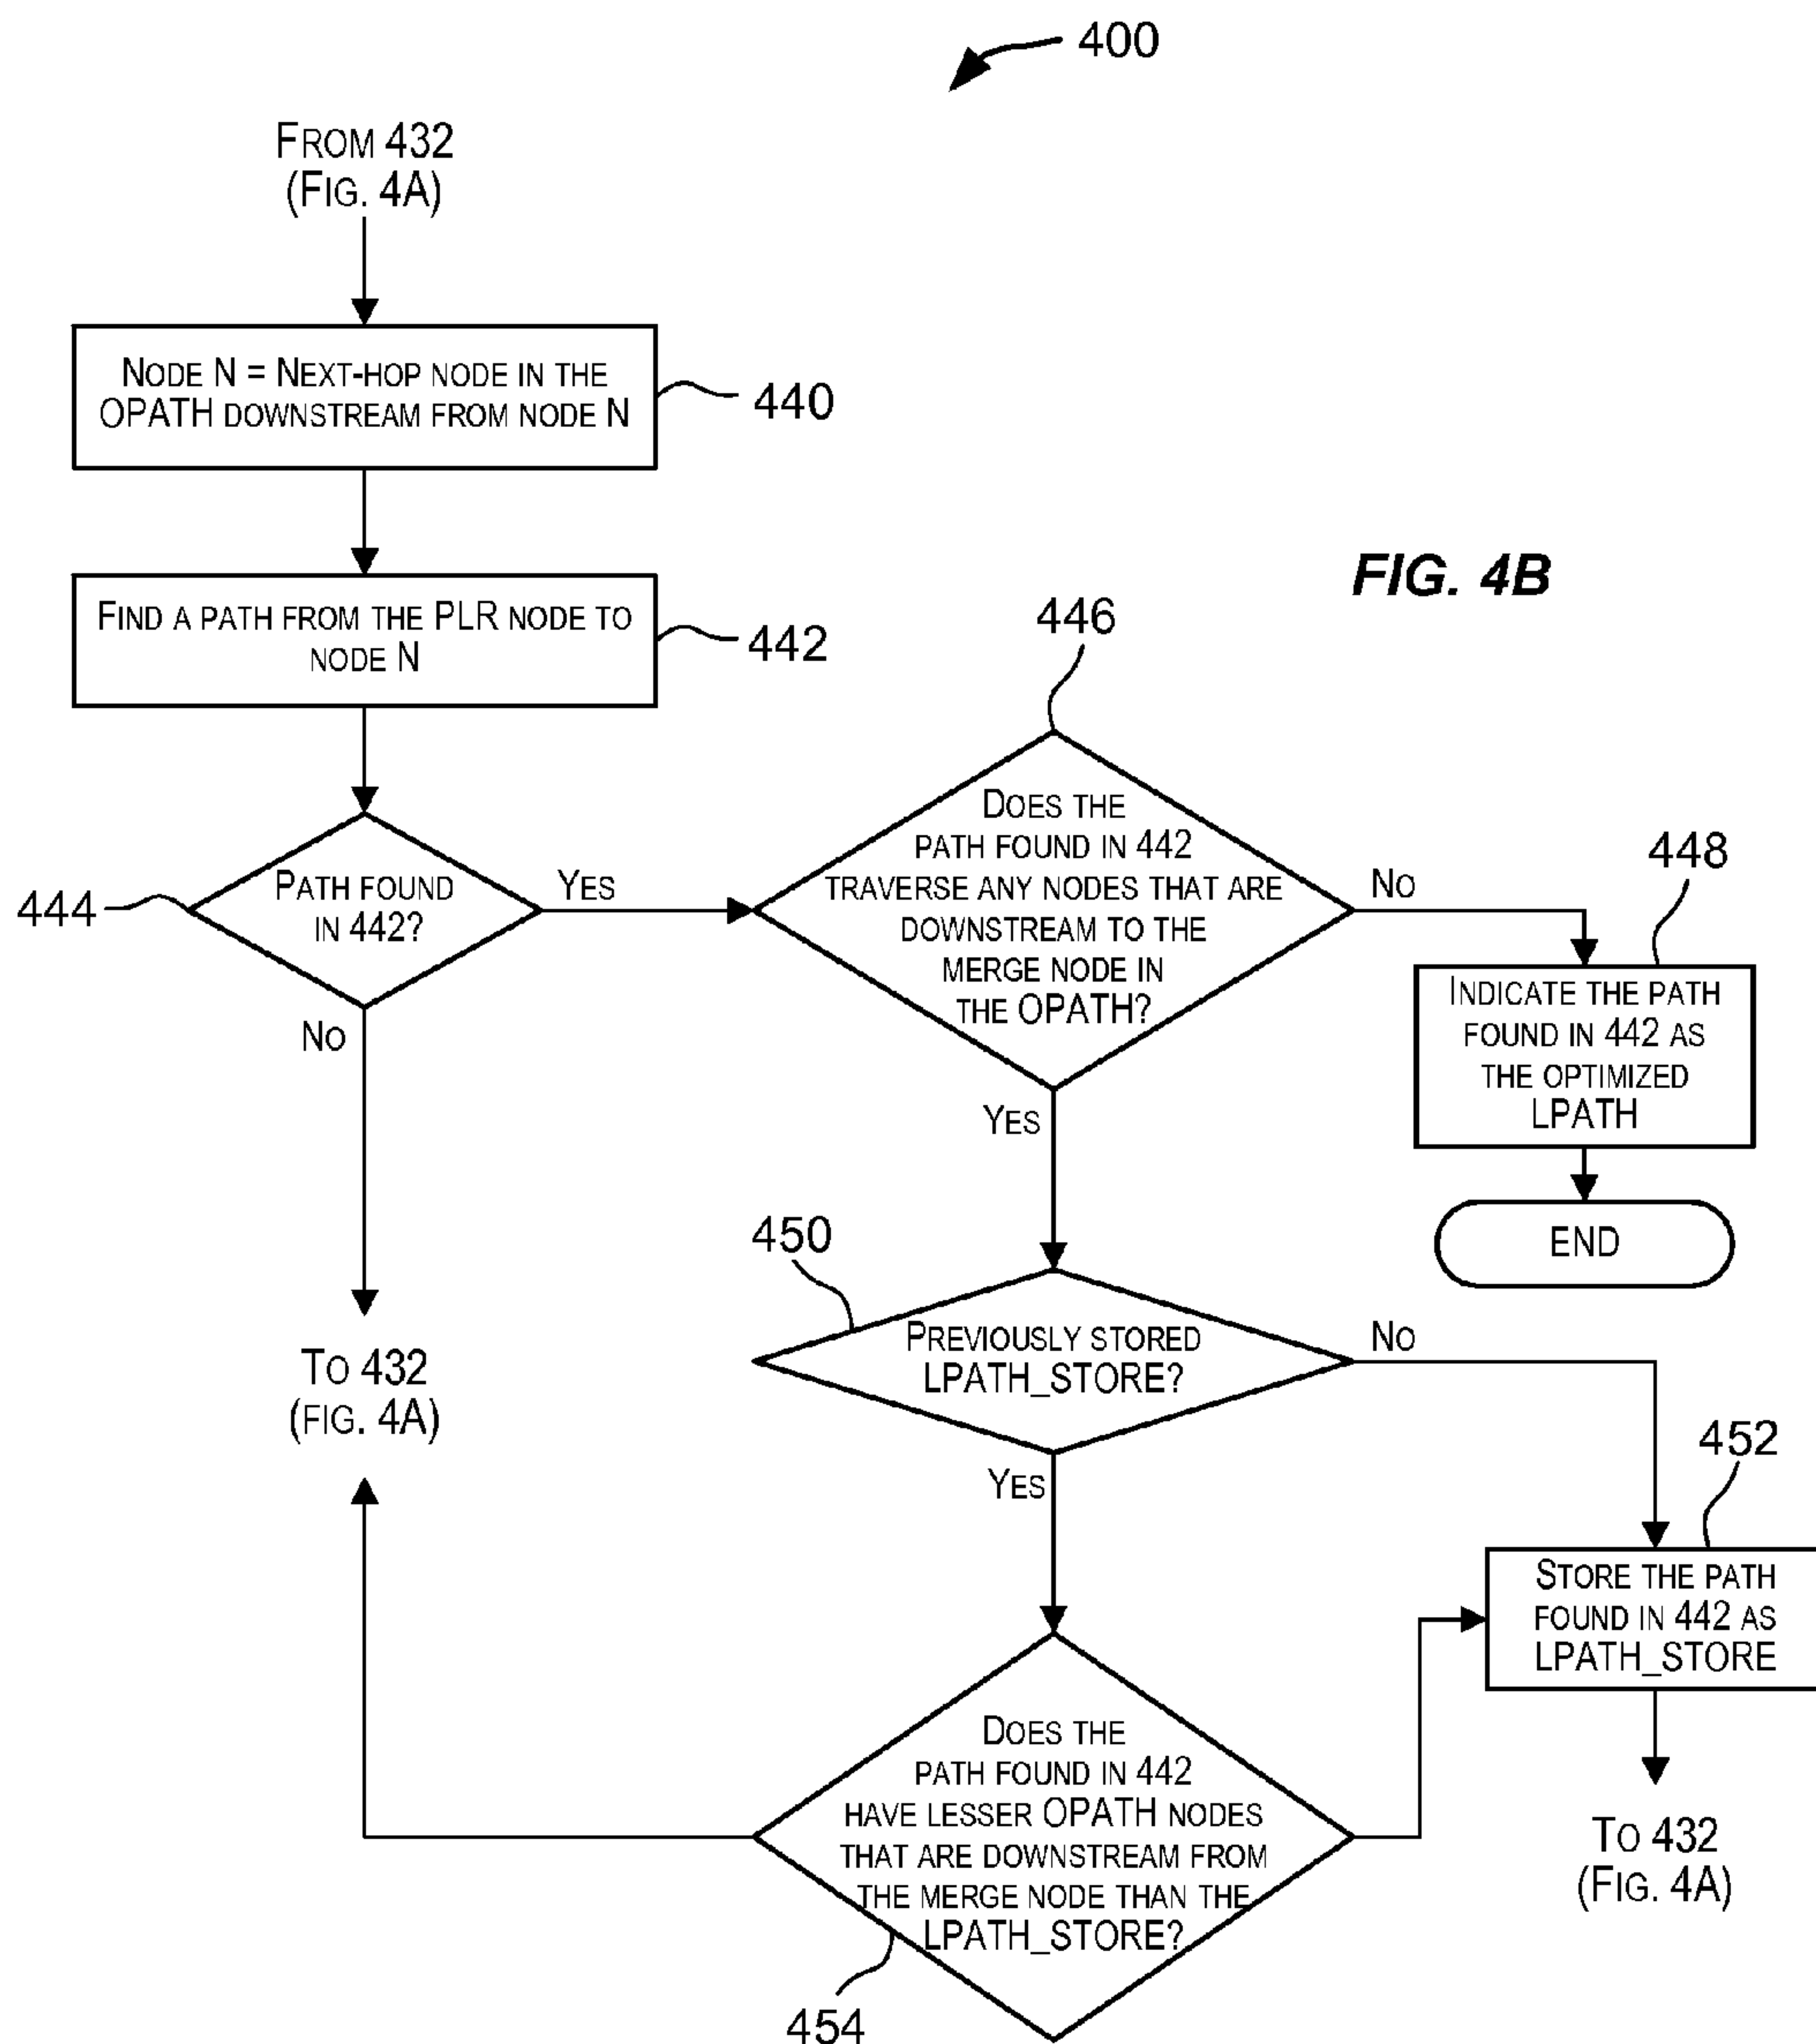 400
From 432
(Fig. 4A)
Node N = Next-hop node in the
OPATH downstream from node N
440
Find a path from the PLR node to
node N
442
FIG. 4B
446
444
Path found
in 442?
Yes
No
Does the
path found in 442
traverse any nodes that are
downstream to the
merge node in
the OPATH?
No
Yes
448
Indicate the path
found in 442 as
the optimized
LPATH
END
450
Previously stored
LPATH_STORE?
No
Yes
To 432
(fig. 4A)
452
Store the path
found in 442 as
LPATH_STORE
Does the
path found in 442
have lesser OPATH nodes
that are downstream from
the merge node than the
LPATH_STORE?
454
To 432
(Fig. 4A)